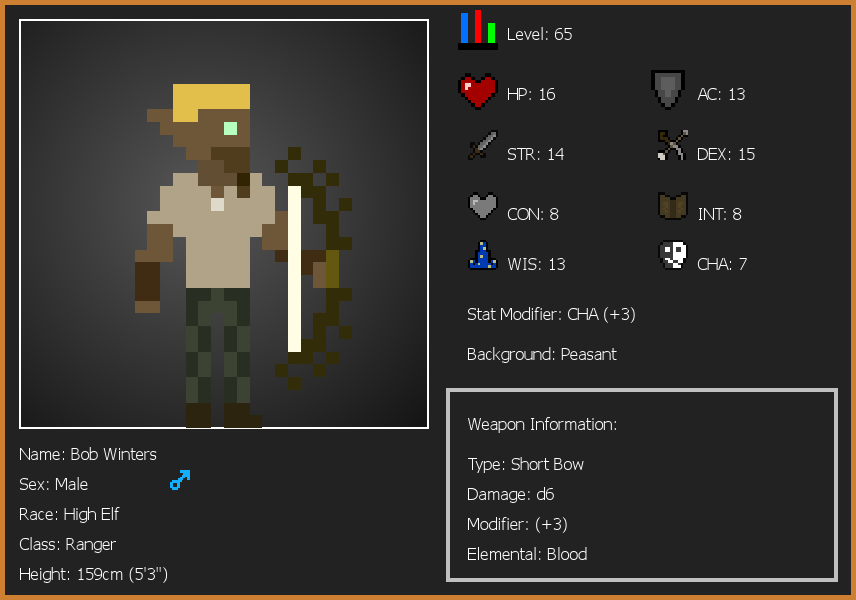 Level: 65
HP: 16
AC: 13
STR: 14
DEX: 15
CON: 8
INT: 8
WIS: 13
CHA: 7
Stat Modifier: CHA (+3)
Background: Peasant
Weapon Information:
Type: Short Bow
Damage: d6
Modifier: (+3)
Elemental: Blood
Name: Bob Winters
Sex: Male
Race: High Elf
Class: Ranger
Height: 159cm (5'3")